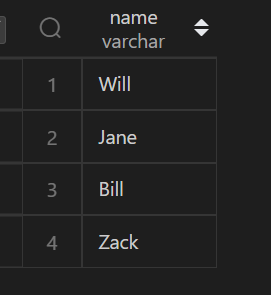 name
varchar
1 Will
2 Jane
3 Bill
4 Zack